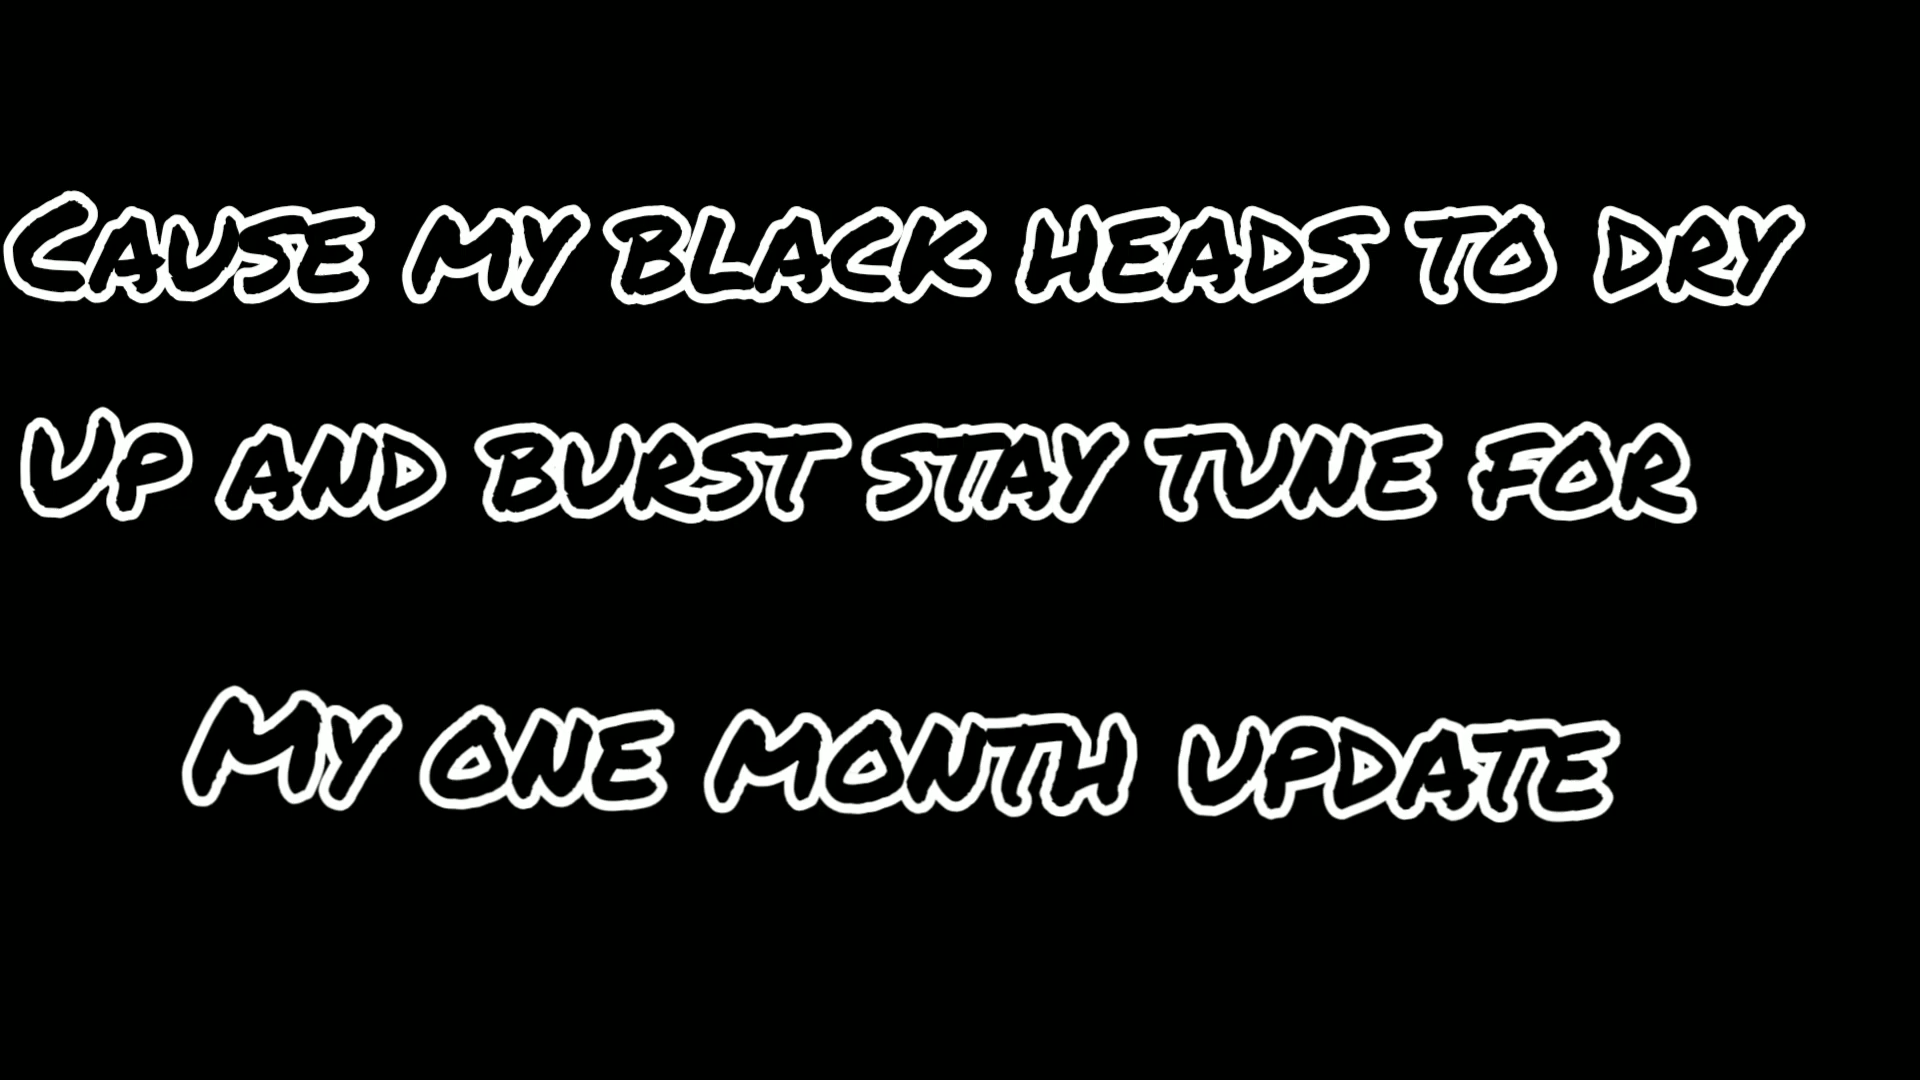 Cause my black heads to dry
Up and burst stay tune for
My one month update